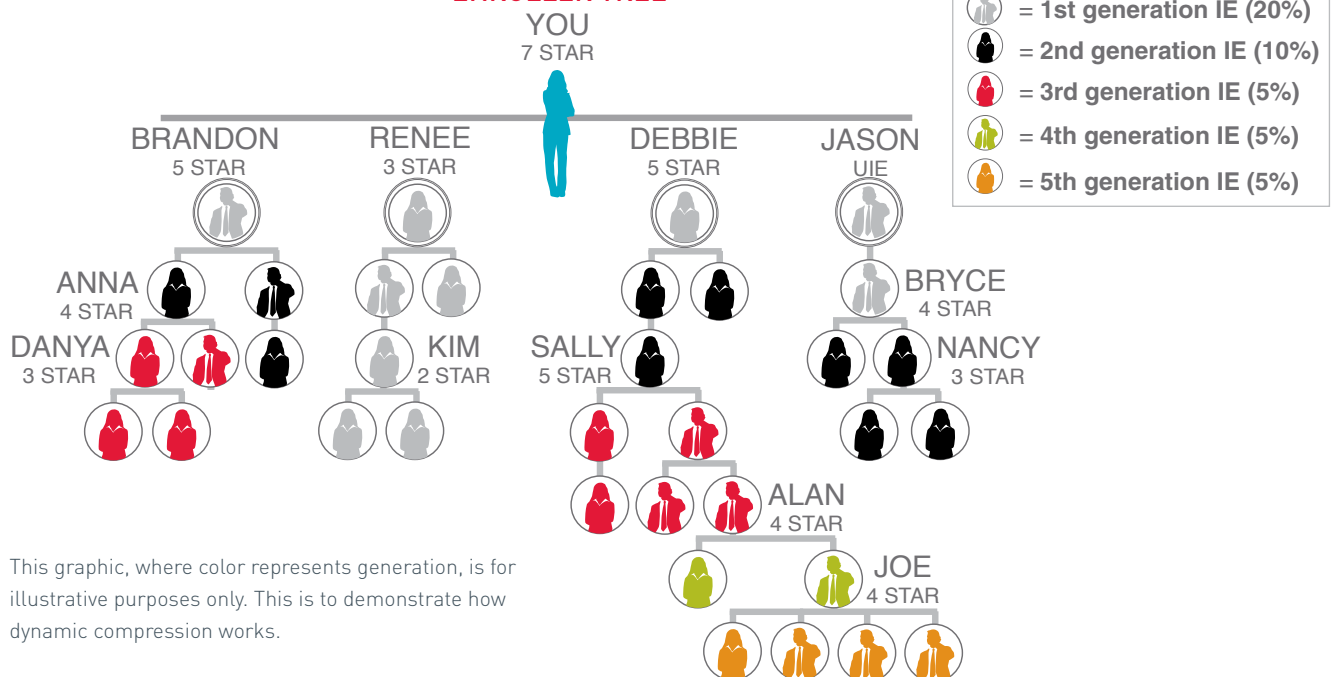 YOU
7 STAR
= 1st generation IE (20%)
= 2nd generation IE (10%)
= 3rd generation IE (5%)
= 4th generation IE (5%)
= 5th generation IE (5%)
BRANDON
5 STAR
RENEE
3 STAR
DEBBIE
5 STAR
JASON
UIE
ANNA
4 STAR
BRYCE
4 STAR
DANYA
3 STAR
KIM
2 STAR
SALLY
5 STAR
NANCY
3 STAR
ALAN
4 STAR
JOE
4 STAR
This graphic, where color represents generation, is for
illustrative purposes only. This is to demonstrate how
dynamic compression works.